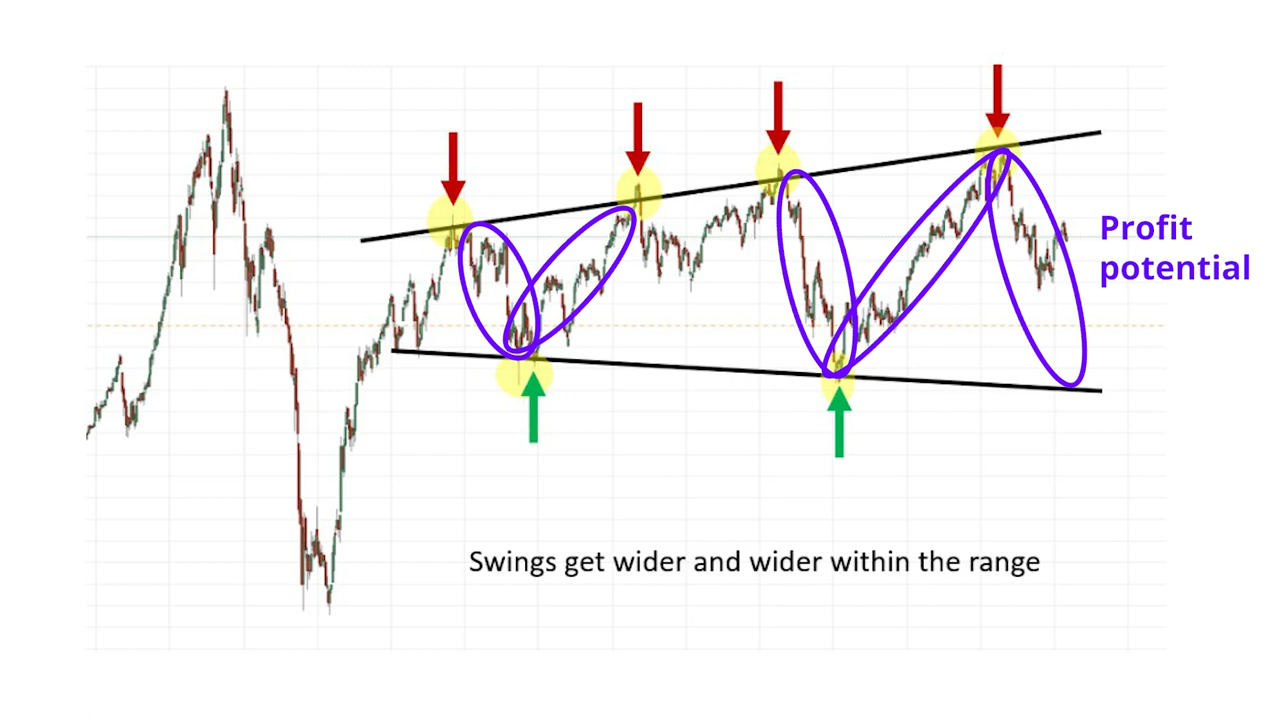 Profit
potential
Swings get wider and wider within the range